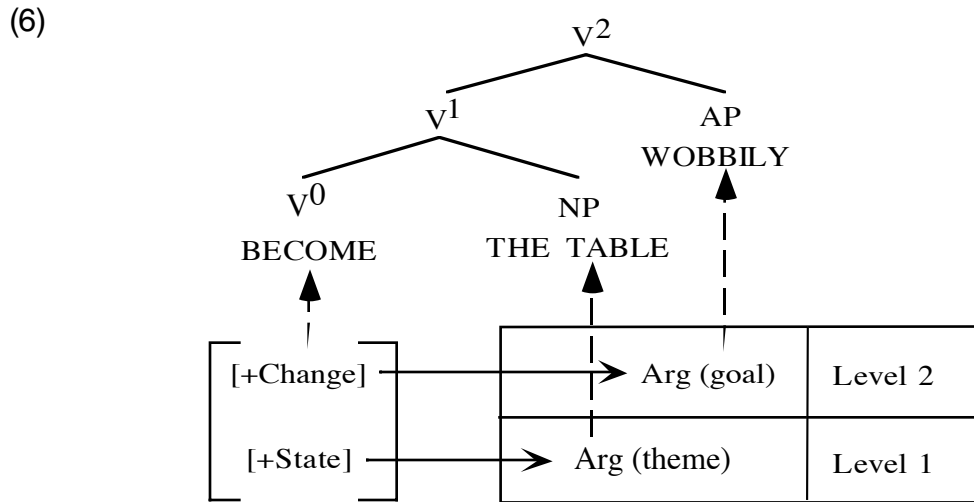 (6)
V2
V1
AP
WOBBILY
V0
NP
BECOME
THE TABLE
[+Change]
Arg (goal)
Level 2
[+State]
Arg (theme)
Level 1